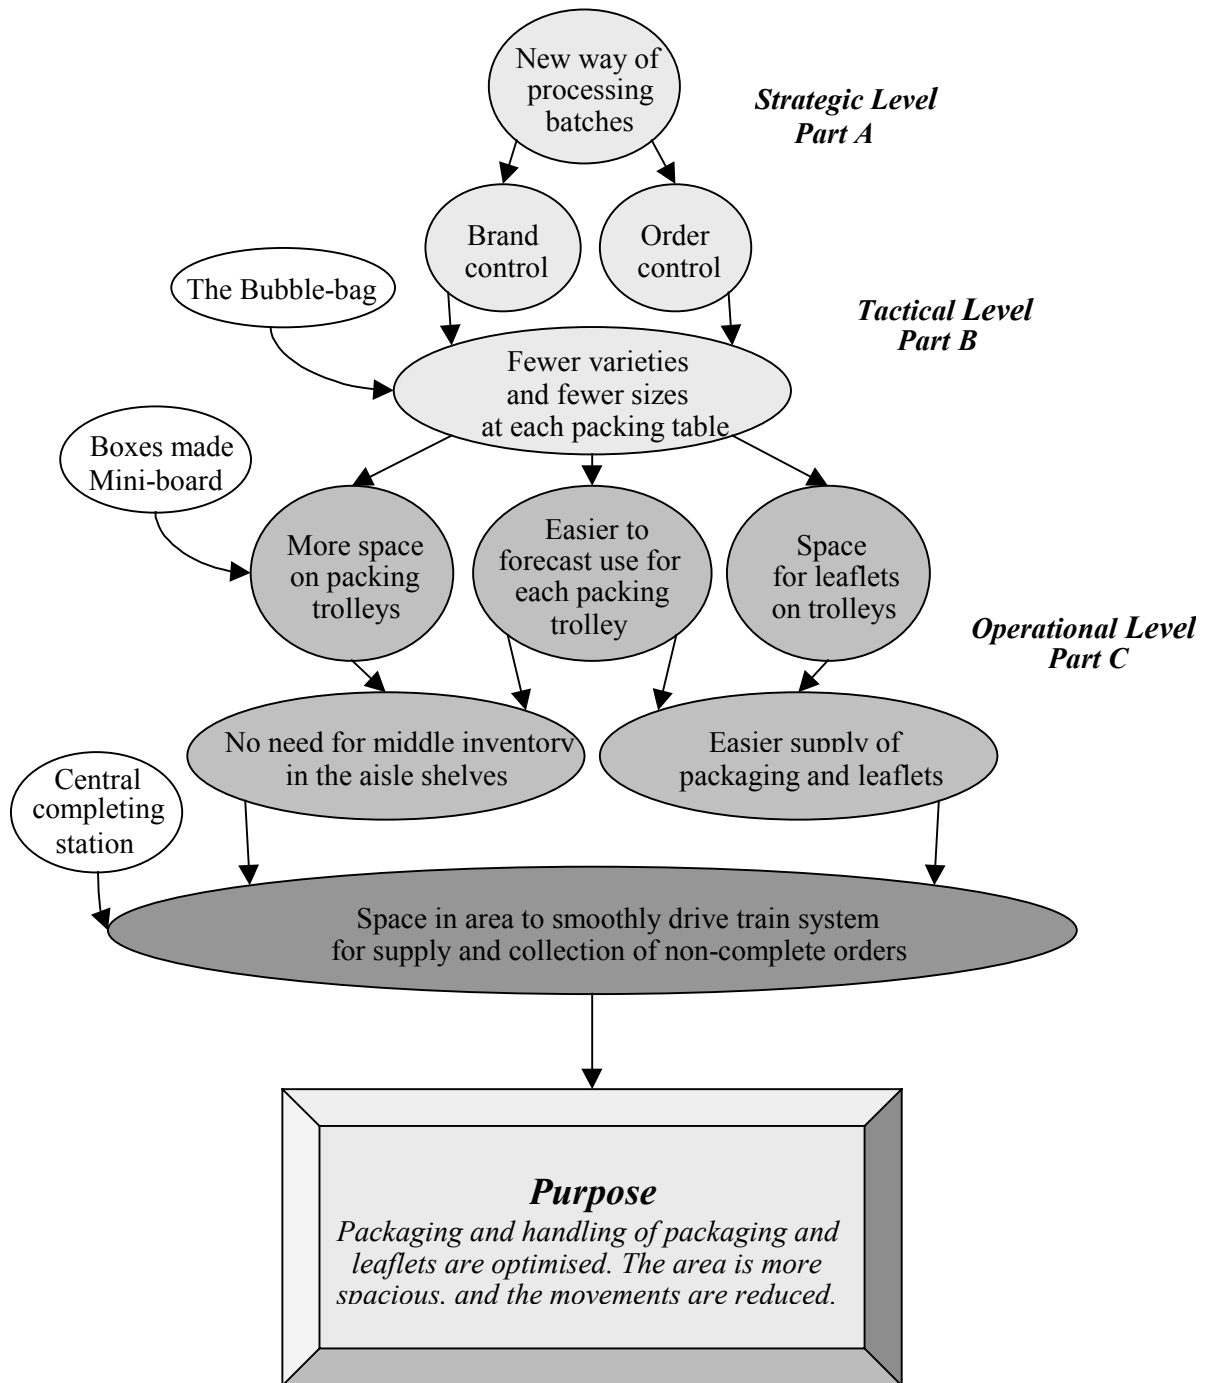 New way of
processing
batches
Strategic Level
Part A
Brand
control
Order
control
The Bubble-bag
Tactical Level
Part B
Fewer varieties
and fewer sizes
at each packing table
Boxes made
Mini-board
More space
on packing
trolleys
Easier to
forecast use for
each packing
trolley
Space
for leaflets
on trolleys
Operational Level
Part C
No need for middle inventory
in the aisle shelves
Easier supply of
packaging and leaflets
Central
completing
station
Space in area to smoothly drive train system
for supply and collection of non-complete orders
Purpose
Packaging and handling of packaging and
leaflets are optimised. The area is more
spacious, and the movements are reduced.